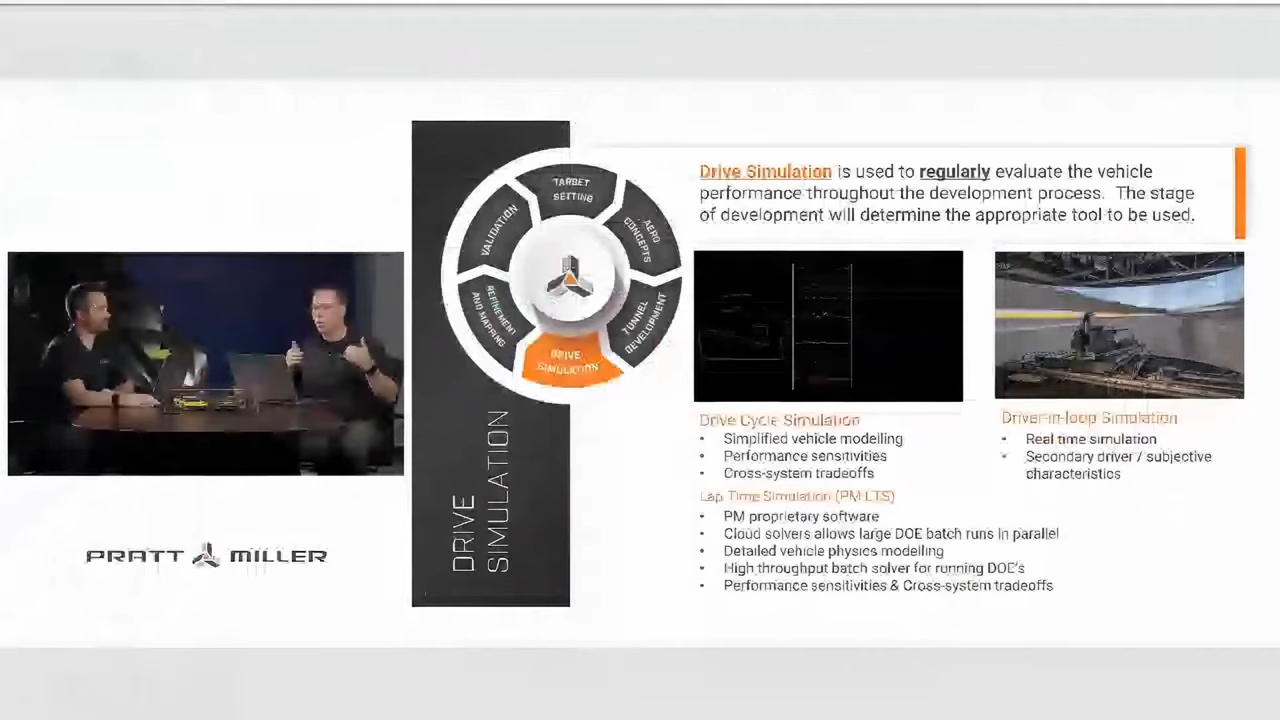 Drive Simulation is used to regularly evaluate the vehicle
performance throughout the development process. The stage
of development will determine the appropriate tool to be used.
TARGET
SETTING
AERO
CONCEPTS
TUNNEL
DEVELOPMENT
DRIVE
SIMULATION
REFINEMENT
AND MAPPING
VALIDATION
DRIVE
SIMULATION
Drive Cycle Simulation
• Simplified vehicle modelling
• Performance sensitivities
• Cross-system tradeoffs
Lap Time Simulation (PM LTS)
• PM proprietary software
• Cloud solvers allows large DOE batch runs in parallel
• Detailed vehicle physics modelling
• High throughput batch solver for running DOE's
• Performance sensitivities & Cross-system tradeoffs
Driver-in-loop Simulation
• Real time simulation
• Secondary driver / subjective
characteristics
PRATT MILLER